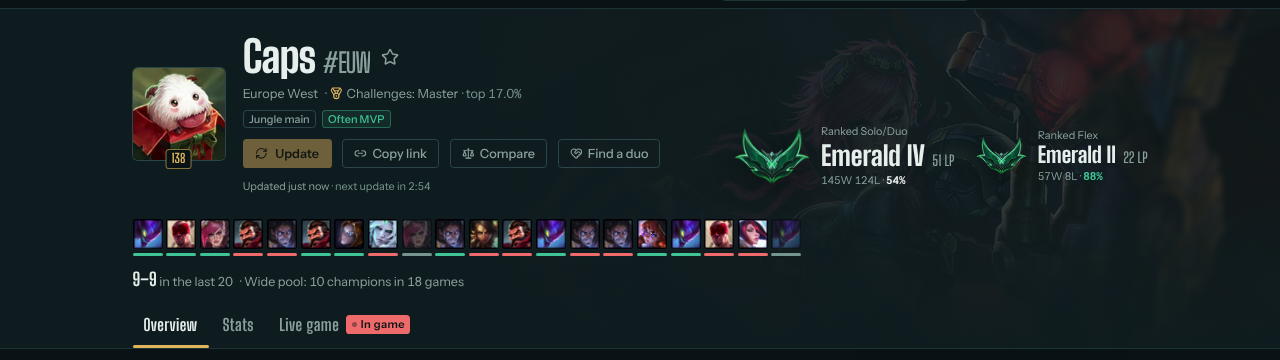 Caps #EUW
Europe West · Challenges: Master · top 17.0%
Jungle main Often MVP
138
Update Copy link Compare Find a duo
Updated just now · next update in 2:54
Ranked Solo/Duo
Emerald IV 51 LP
145W 124L · 54%
Ranked Flex
Emerald II 22 LP
57W 8L · 88%
9–9 in the last 20 · Wide pool: 10 champions in 18 games
Overview Stats Live game In game